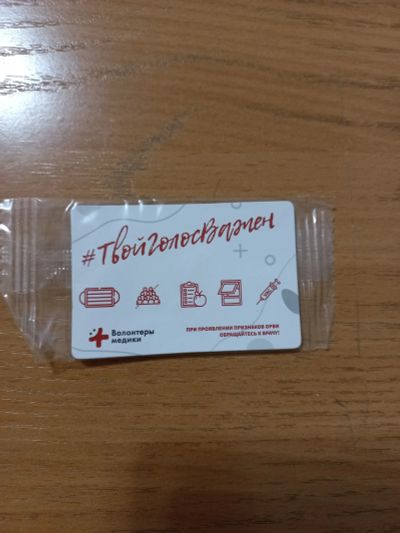 #ТвойГолосВажен
Волонтеры
медики
ПРИ ПРОЯВЛЕНИИ ПРИЗНАКОВ ОРВИ
ОБРАЩАЙТЕСЬ К ВРАЧУ!